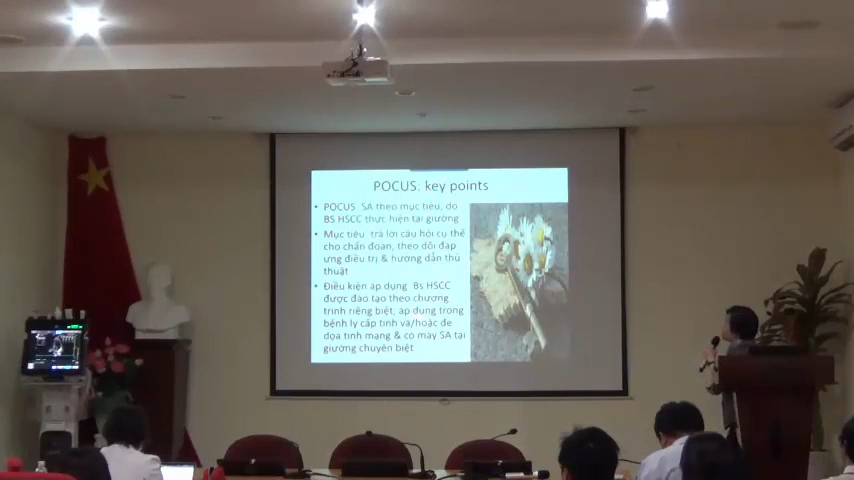 POCUS: key points
• POCUS SA theo mục tiêu, do
BS HSCC thực hiện tại giường
• Mục tiêu trả lời câu hỏi cụ thể
cho chẩn đoán, theo dõi đáp
ứng điều trị & hướng dẫn thủ
thuật
• Điều kiện áp dụng Bs HSCC
được đào tạo theo chương
trình riêng biệt, áp dụng trong
bệnh lý cấp tính và/hoặc đe
dọa tính mạng & có máy SA tại
giường chuyên biệt